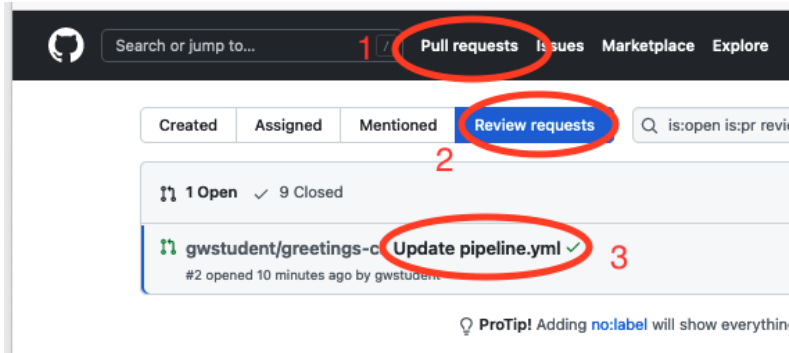 Search or jump to... 1 / Pull requests Issues Marketplace Explore
Created Assigned Mentioned Review requests is:open is:pr revi
2
1 Open 9 Closed
gwstudent/greetings-c Update pipeline.yml 3
#2 opened 10 minutes ago by gwstudent
ProTip! Adding no:label will show everythin